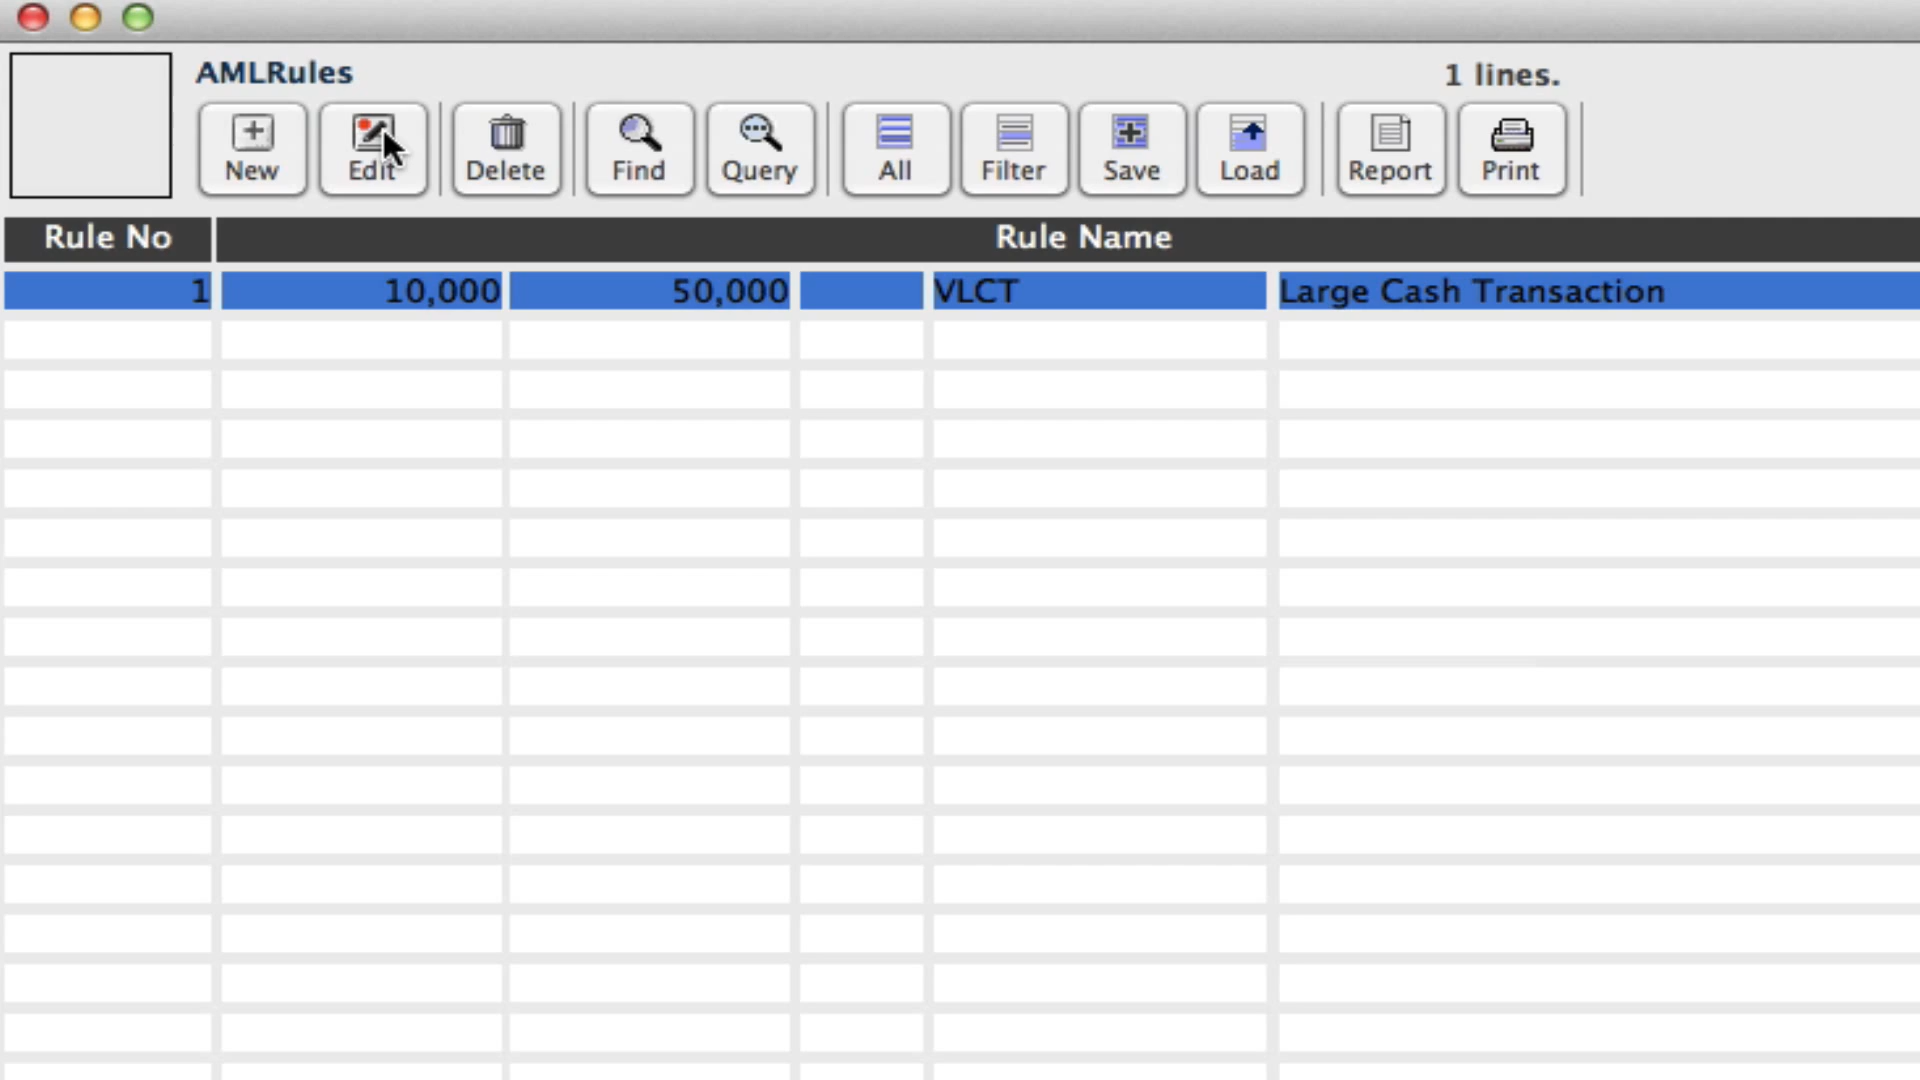 AMLRules
1 lines.
New Edit Delete Find Query All Filter Save Load Report Print
Rule No Rule Name
1 10,000 50,000 VLCT Large Cash Transaction